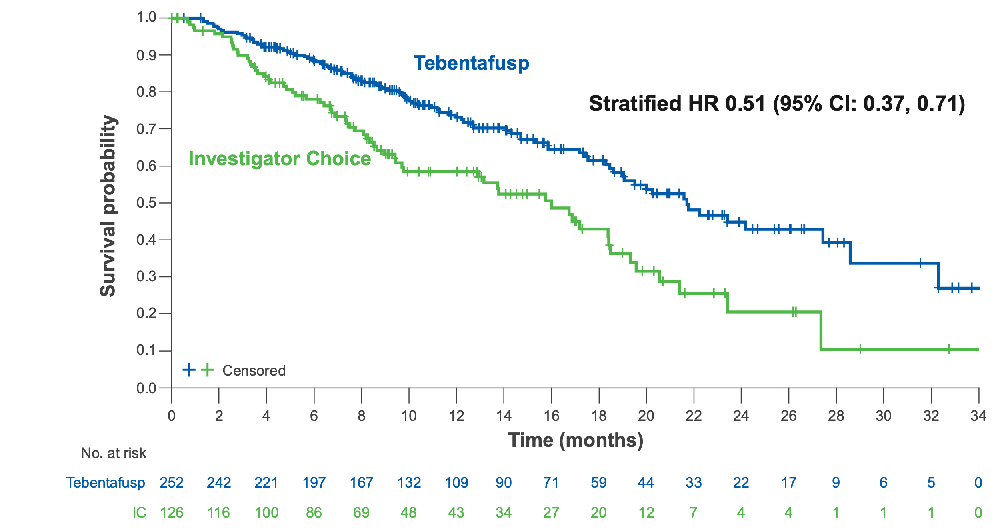 1.0
0.9
Tebentafusp
0.8
Stratified HR 0.51 (95% CI: 0.37, 0.71)
0.7
0.6
Investigator Choice
0.5
0.4
0.3
0.2
0.1
0.0
Survival probability
Censored
0 2 4 6 8 10 12 14 16 18 20 22 24 26 28 30 32 34
Time (months)
No. at risk
Tebentafusp 252 242 221 197 167 132 109 90 71 59 44 33 22 17 9 6 5 0
IC 126 116 100 86 69 48 43 34 27 20 12 7 4 4 1 1 1 0